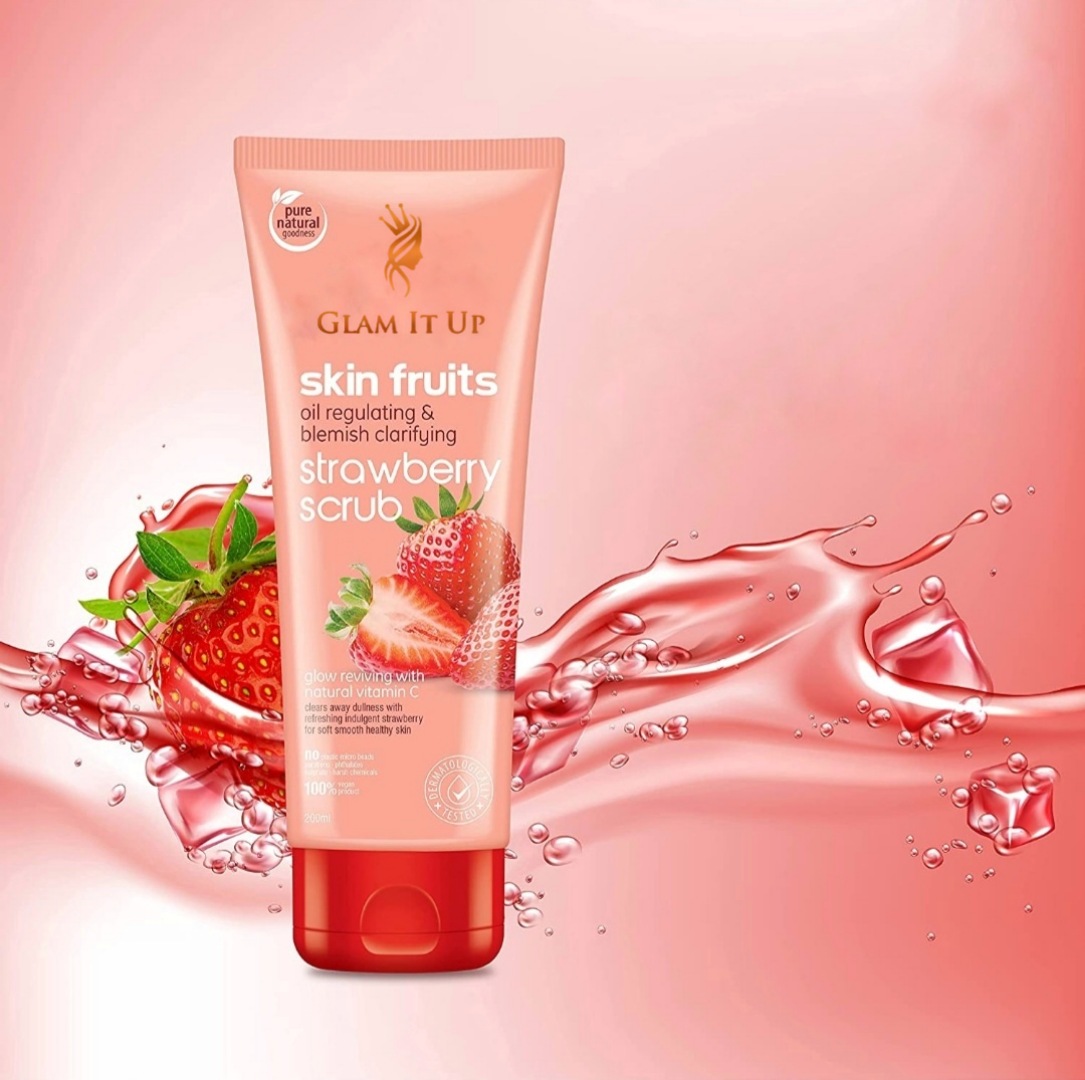 pure
natural
goodness
GLAM IT UP
skin fruits
oil regulating &
blemish clarifying
strawberry
scrub
glow reviving with
natural vitamin C
clears away dullness with
refreshing indulgent strawberry
for soft smooth healthy skin
no
100%
200ml
DERMATOLOGICALLY
TESTED